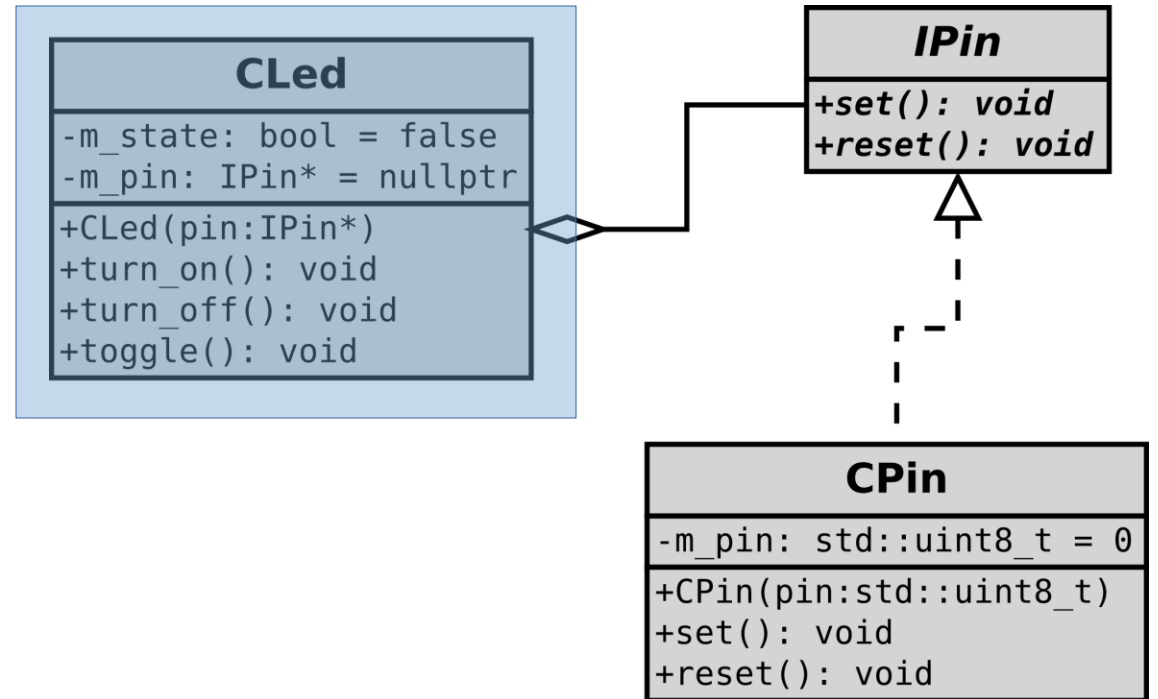 CLed
-m_state: bool = false
-m_pin: IPin* = nullptr
+CLed(pin:IPin*)
+turn_on(): void
+turn_off(): void
+toggle(): void
IPin
+set(): void
+reset(): void
CPin
-m_pin: std::uint8_t = 0
+CPin(pin:std::uint8_t)
+set(): void
+reset(): void